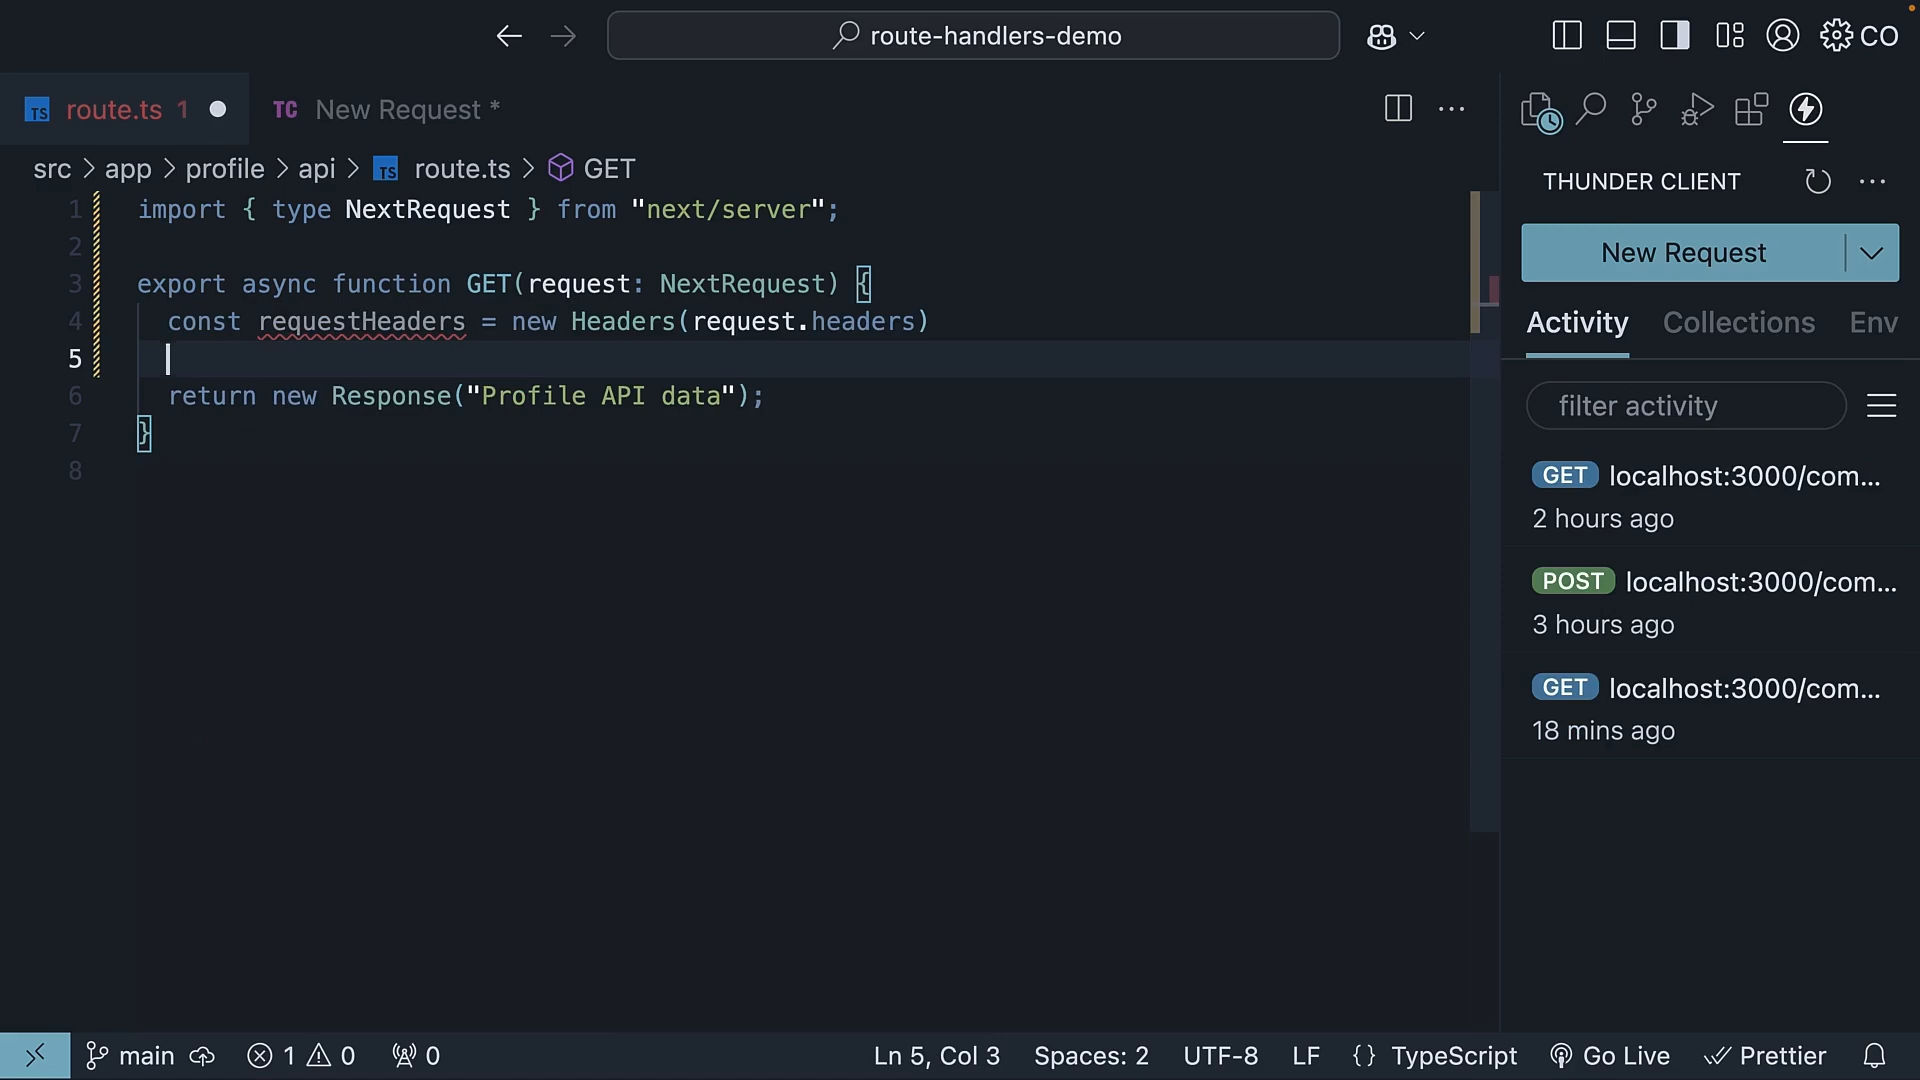 route-handlers-demo
CO
TS route.ts 1
TC New Request *
src > app > profile > api > TS route.ts > GET
1 import { type NextRequest } from "next/server";
2
3 export async function GET(request: NextRequest) {
4 const requestHeaders = new Headers(request.headers)
5
6 return new Response("Profile API data");
7 }
8
THUNDER CLIENT
New Request
Activity Collections Env
filter activity
GET localhost:3000/com...
2 hours ago
POST localhost:3000/com...
3 hours ago
GET localhost:3000/com...
18 mins ago
main 1 0 0 Ln 5, Col 3 Spaces: 2 UTF-8 LF {} TypeScript Go Live Prettier